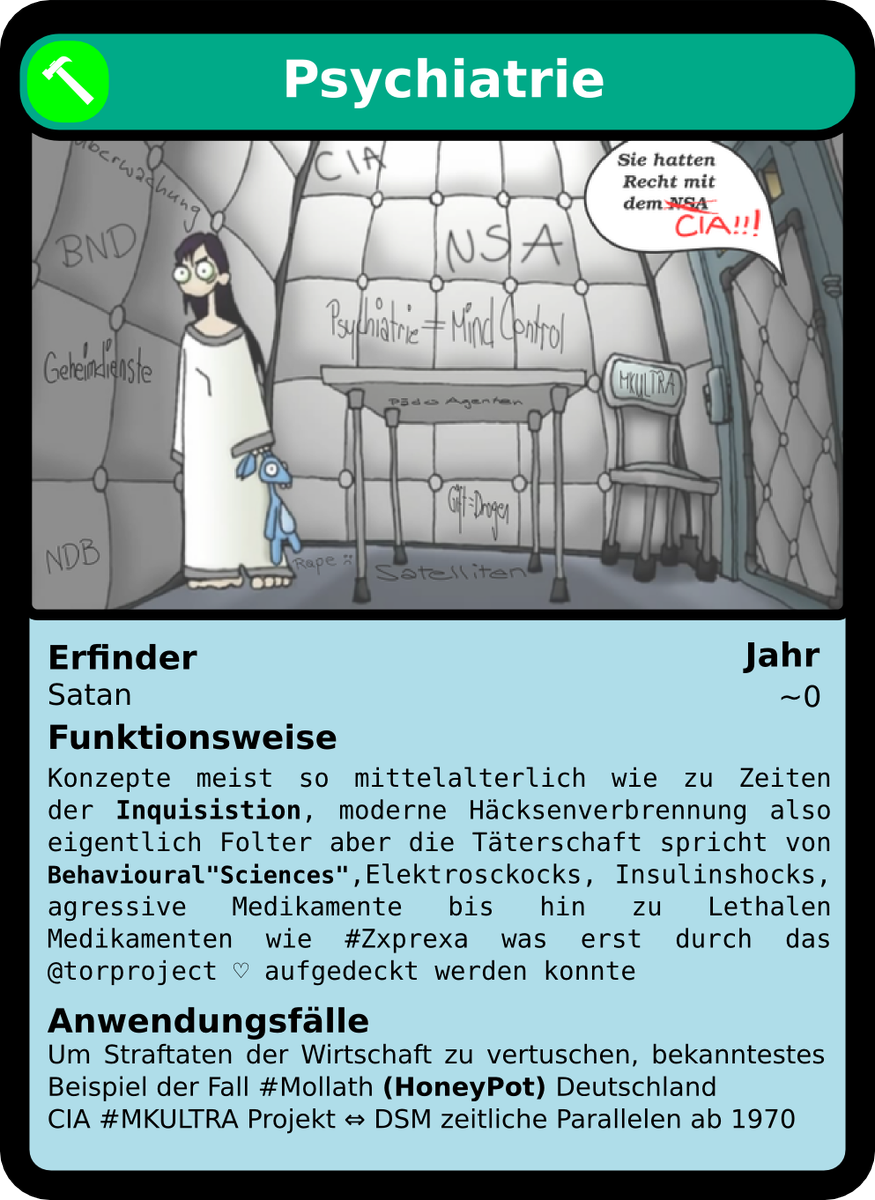 Psychiatrie
Überwachung
CIA
Sie hatten
Recht mit
dem NSA
CIA!!!
BND
NSA
Psychiatrie = Mind Control
Geheimdienste
MKULTRA
Pädo Agenten
Gift=Drogen
NDB
Rape :(
Satelliten
Erfinder
Jahr
Satan
~0
Funktionsweise
Konzepte meist so mittelalterlich wie zu Zeiten
der Inquisistion, moderne Häcksenverbrennung also
eigentlich Folter aber die Täterschaft spricht von
Behavioural"Sciences",Elektrosckocks, Insulinshocks,
agressive Medikamente bis hin zu Lethalen
Medikamenten wie #Zxprexa was erst durch das
@torproject ♡ aufgedeckt werden konnte
Anwendungsfälle
Um Straftaten der Wirtschaft zu vertuschen, bekanntestes
Beispiel der Fall #Mollath (HoneyPot) Deutschland
CIA #MKULTRA Projekt ⇔ DSM zeitliche Parallelen ab 1970